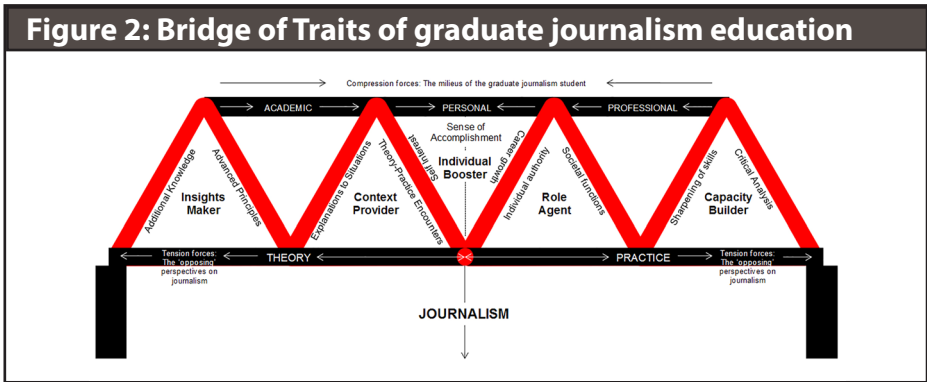 Figure 2: Bridge of Traits of graduate journalism education
Compression forces: The milieus of the graduate journalism student
ACADEMIC
PERSONAL
PROFESSIONAL
Additional Knowledge
Advanced Principles
Insights
Maker
Explanations to Situations
Theory-Practice Encounters
Context
Provider
Self Interest
Sense of
Accomplishment
Individual
Booster
Career growth
Individual authority
Societal functions
Role
Agent
Sharpening of skills
Critical Analysis
Capacity
Builder
Tension forces:
The 'opposing'
perspectives on
journalism
THEORY
PRACTICE
Tension forces:
The 'opposing'
perspectives on
journalism
JOURNALISM